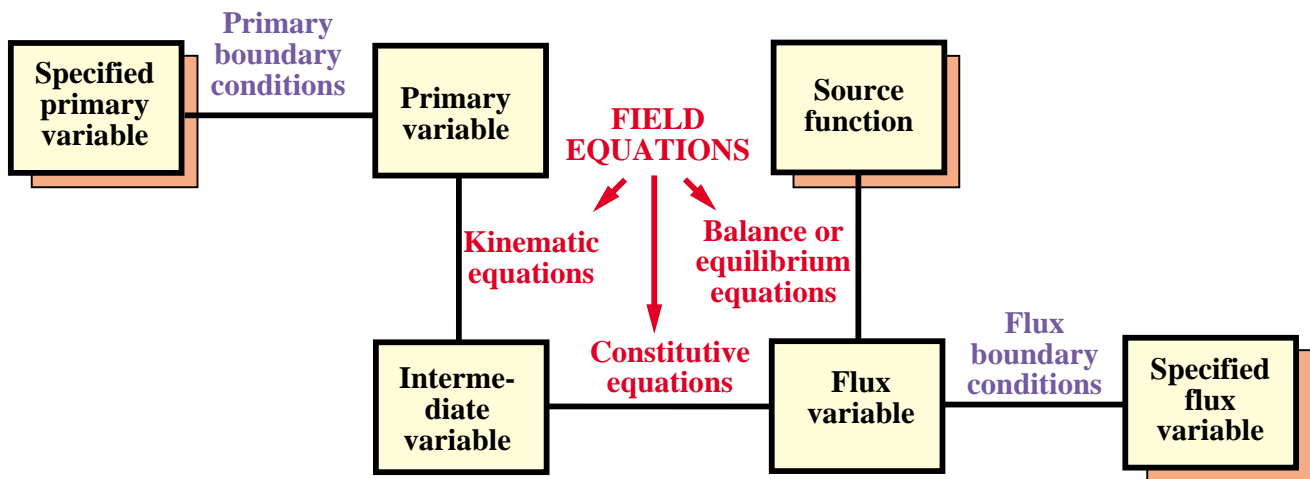 Specified
primary
variable
Primary
boundary
conditions
Primary
variable
FIELD
EQUATIONS
Source
function
Kinematic
equations
Balance or
equilibrium
equations
Constitutive
equations
Interme-
diate
variable
Flux
variable
Flux
boundary
conditions
Specified
flux
variable